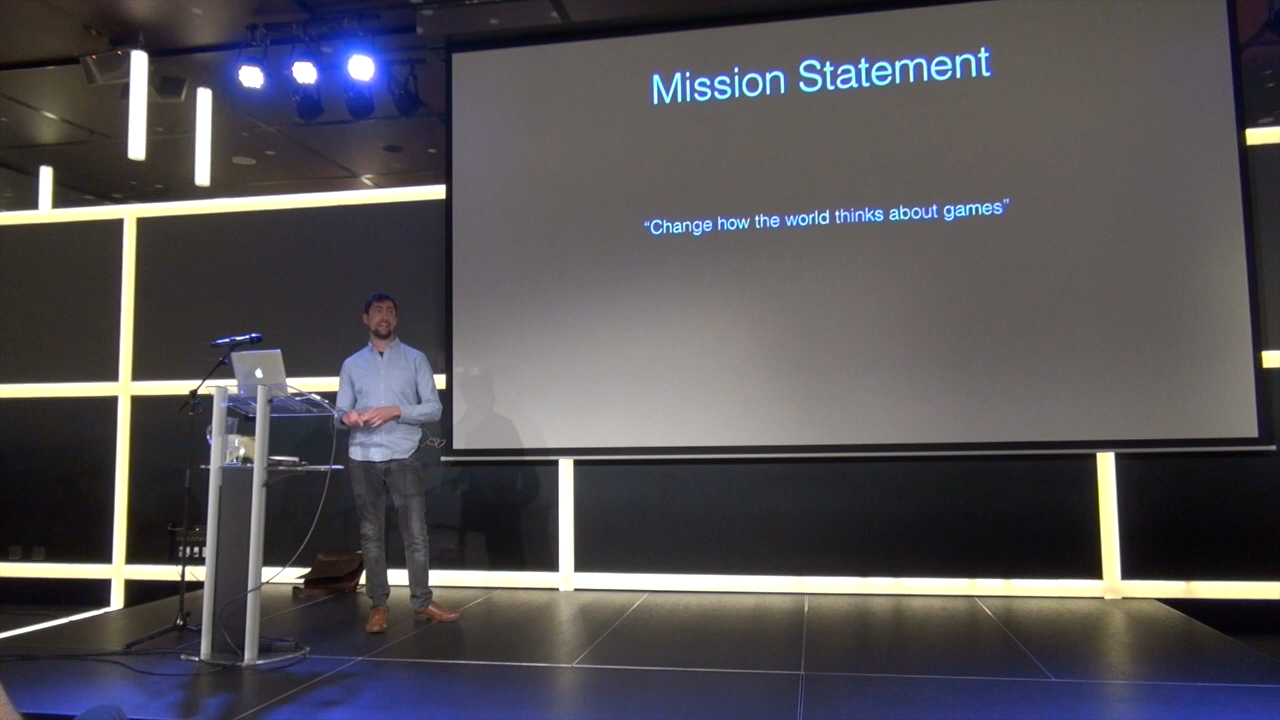 Mission Statement
“Change how the world thinks about games”